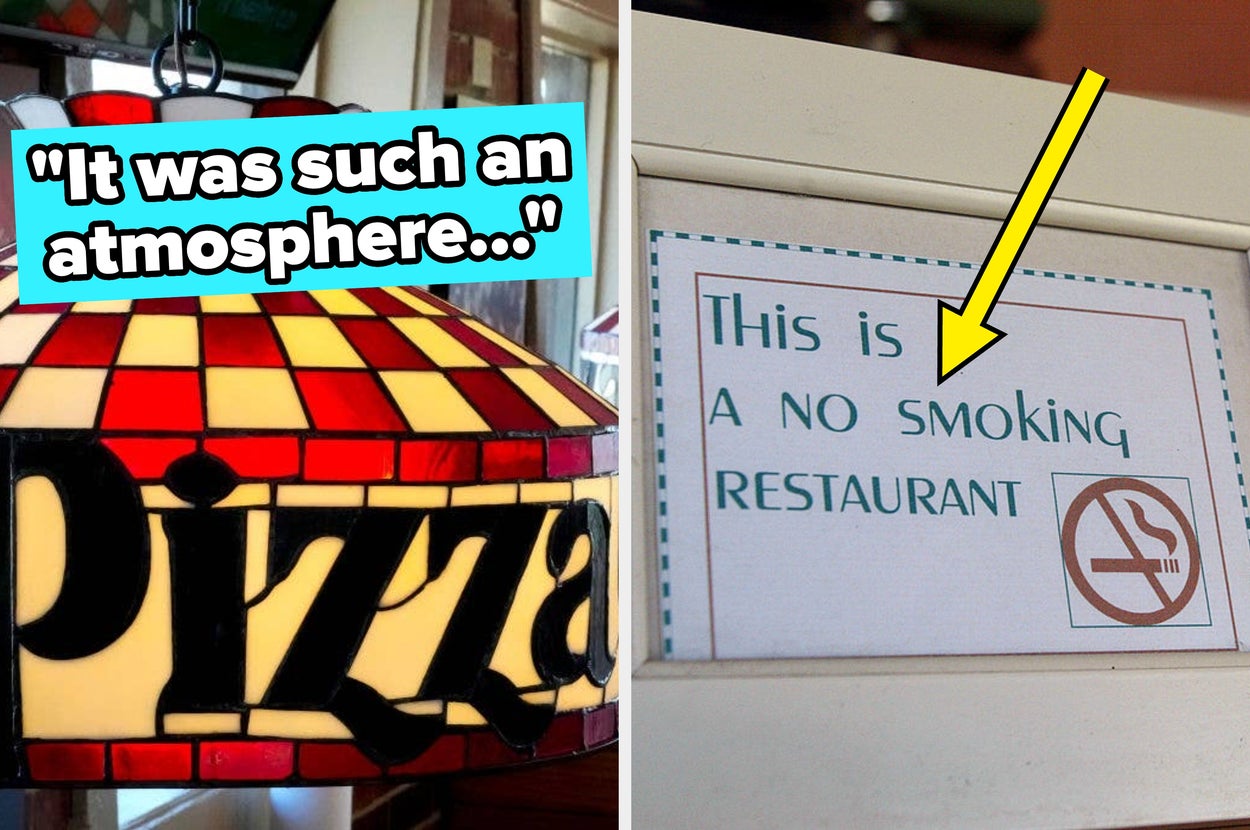 "It was such an
atmosphere..."
Pizza
This is
A NO SMOKING
RESTAURANT